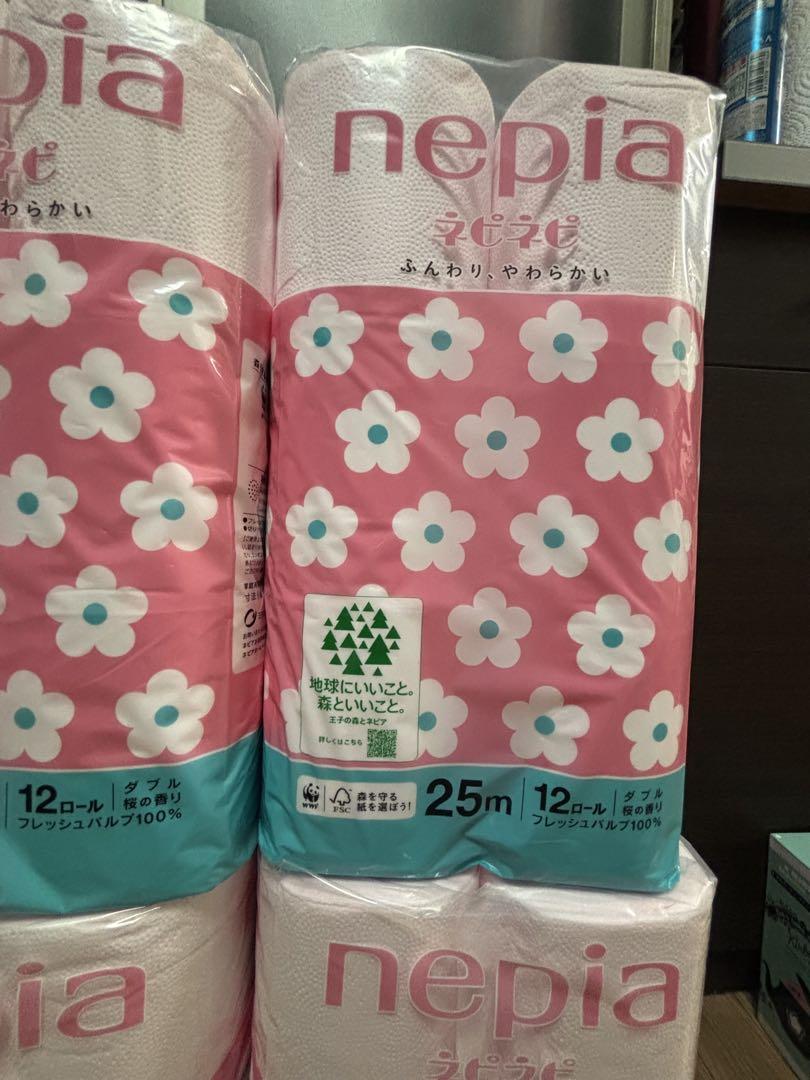 pia
ネピ
わらかい
12ロール
ダブル
桜の香り
フレッシュパルプ100%
nepia
ネピネピ
ふんわり、やわらかい
地球にいいこと。
森といいこと。
王子の森とネピア
詳しくはこちら
WWF
FSC
森を守る
紙を選ぼう!
25m
12ロール
ダブル
桜の香り
フレッシュパルプ100%
pia
nepia
ネピネピ